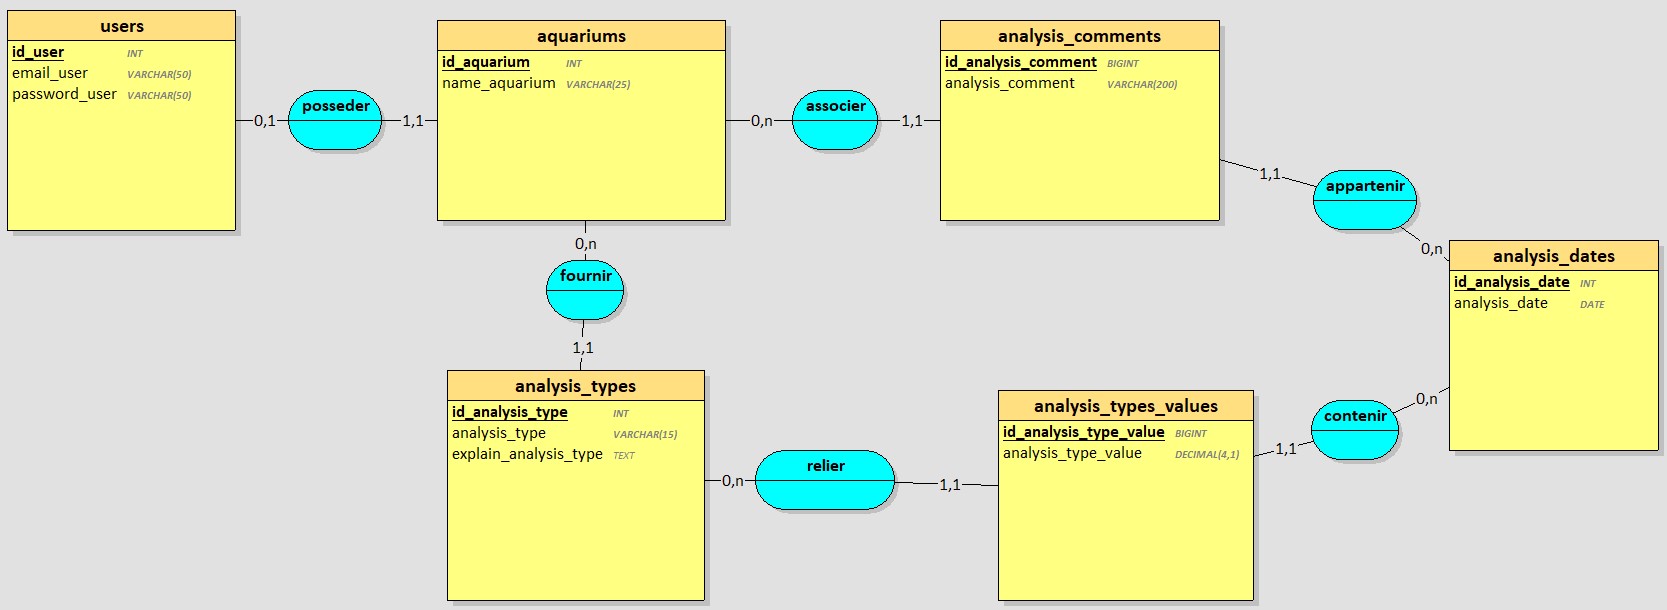 users
id_user INT
email_user VARCHAR(50)
password_user VARCHAR(50)
0,1
posseder
1,1
aquariums
id_aquarium INT
name_aquarium VARCHAR(25)
0,n
associer
1,1
analysis_comments
id_analysis_comment BIGINT
analysis_comment VARCHAR(200)
1,1
appartenir
0,n
analysis_dates
id_analysis_date INT
analysis_date DATE
0,n
fournir
1,1
analysis_types
id_analysis_type INT
analysis_type VARCHAR(15)
explain_analysis_type TEXT
0,n
relier
1,1
analysis_types_values
id_analysis_type_value BIGINT
analysis_type_value DECIMAL(4,1)
1,1
contenir
0,n